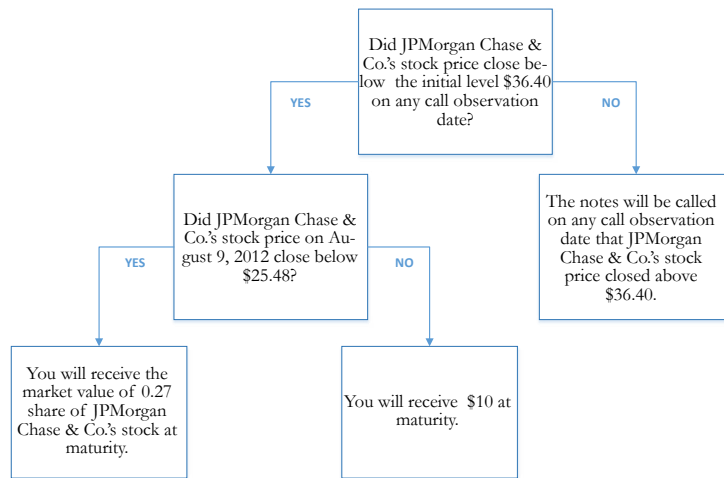 Did JPMorgan Chase &
Co.'s stock price close be-
low the initial level $36.40
on any call observation
date?
YES
NO
Did JPMorgan Chase &
Co.'s stock price on Au-
gust 9, 2012 close below
$25.48?
The notes will be called
on any call observation
date that JPMorgan
Chase & Co.'s stock
price closed above
$36.40.
YES
NO
You will receive the
market value of 0.27
share of JPMorgan
Chase & Co.'s stock at
maturity.
You will receive $10 at
maturity.